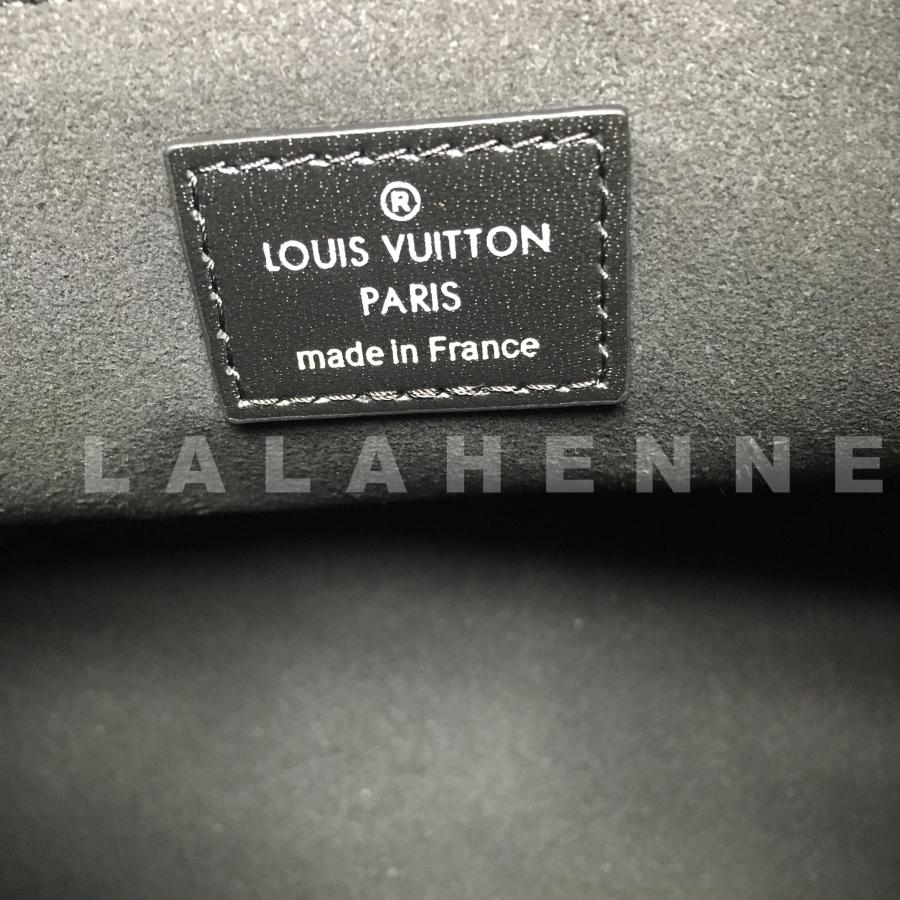 ®
LOUIS VUITTON
PARIS
made in France
LALAHENNE